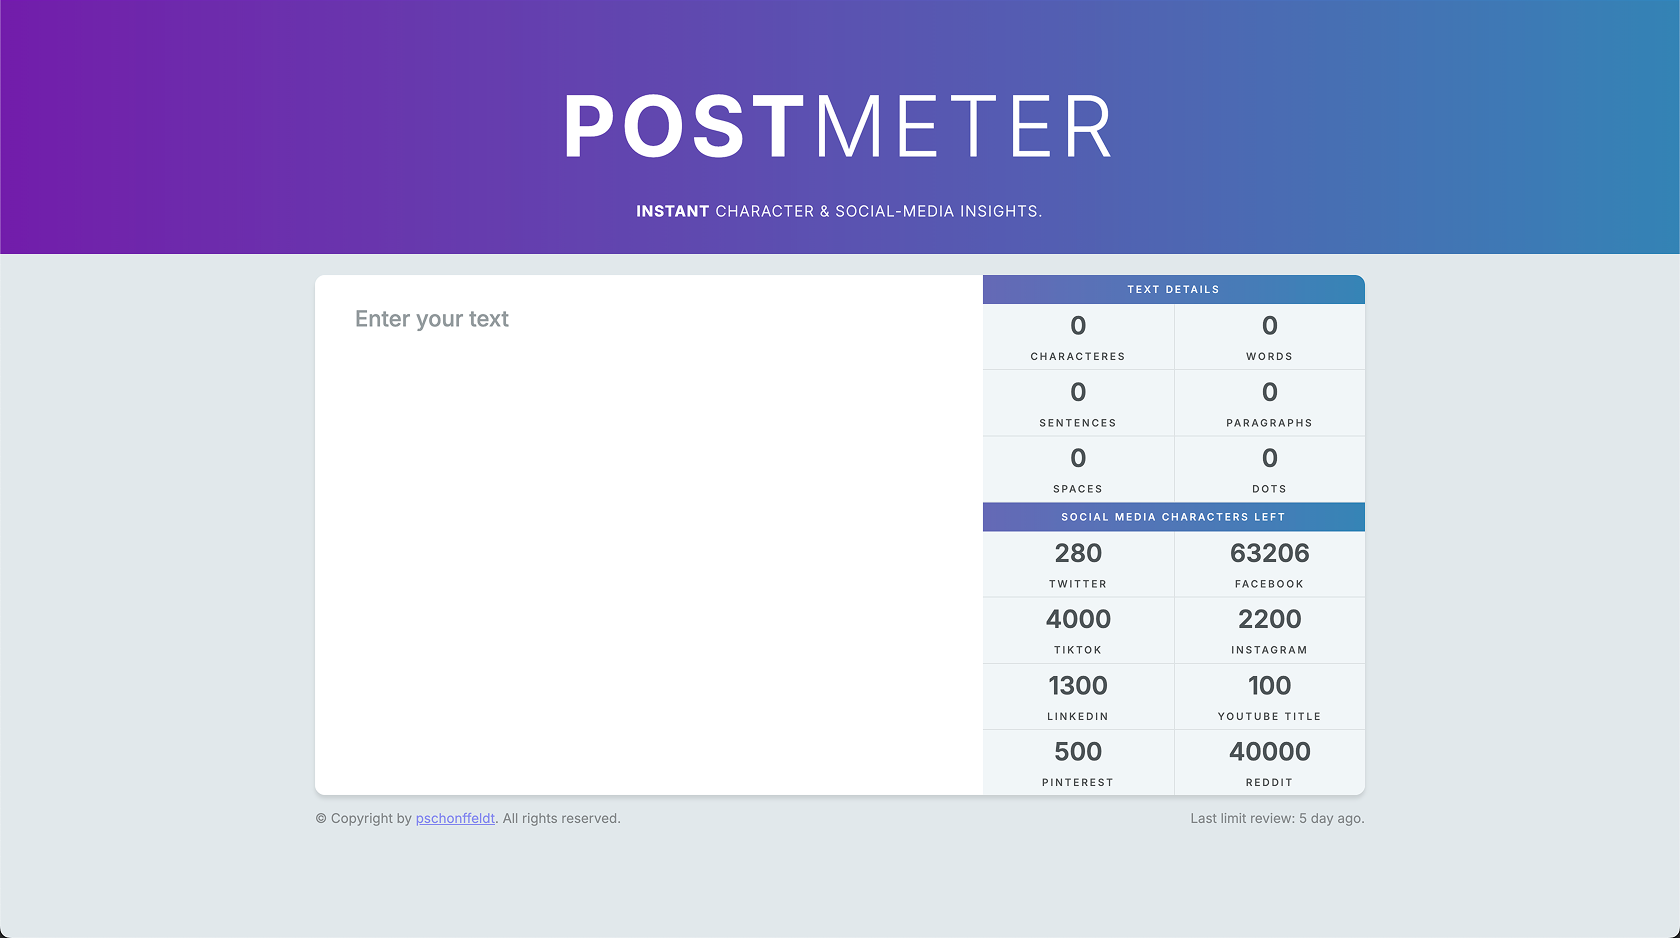 POSTMETER
INSTANT CHARACTER & SOCIAL-MEDIA INSIGHTS.
Enter your text
TEXT DETAILS
0 0
CHARACTERES WORDS
0 0
SENTENCES PARAGRAPHS
0 0
SPACES DOTS
SOCIAL MEDIA CHARACTERS LEFT
280 63206
TWITTER FACEBOOK
4000 2200
TIKTOK INSTAGRAM
1300 100
LINKEDIN YOUTUBE TITLE
500 40000
PINTEREST REDDIT
© Copyright by pschonffeldt. All rights reserved. Last limit review: 5 day ago.